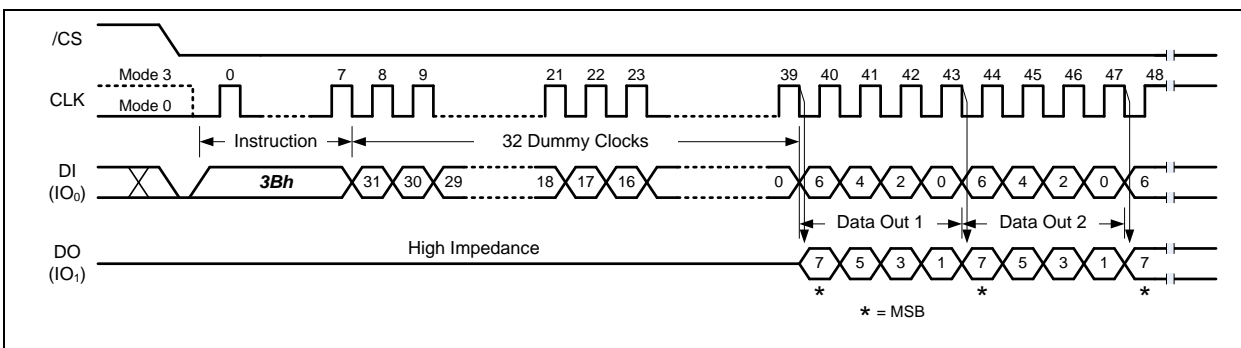 /CS
Mode 3 0 7 8 9 21 22 23 39 40 41 42 43 44 45 46 47 48
CLK
Mode 0
Instruction 32 Dummy Clocks
DI
(IO0)
3Bh 31 30 29 18 17 16 0 6 4 2 0 6 4 2 0 6
Data Out 1 Data Out 2
High Impedance
DO
(IO1)
7 5 3 1 7 5 3 1 7
* * *
* = MSB